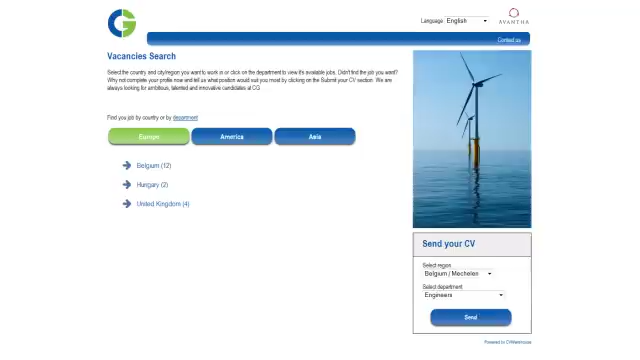 Language English
AVANTHA
Contact us
Vacancies Search
Select the country and city/region you want to work in or click on the department to view its available jobs. Didn't find the job you want?
Why not complete your profile now and tell us what position would suit you most by clicking on the Submit your CV section. We are
always looking for ambitious, talented and innovative candidates at CG
Find you job by country or by department
Europe America Asia
Belgium (12)
Hungary (2)
United Kingdom (4)
Send your CV
Select region
Belgium / Mechelen
Select department
Engineers
Send
Powered by CVWarehouse